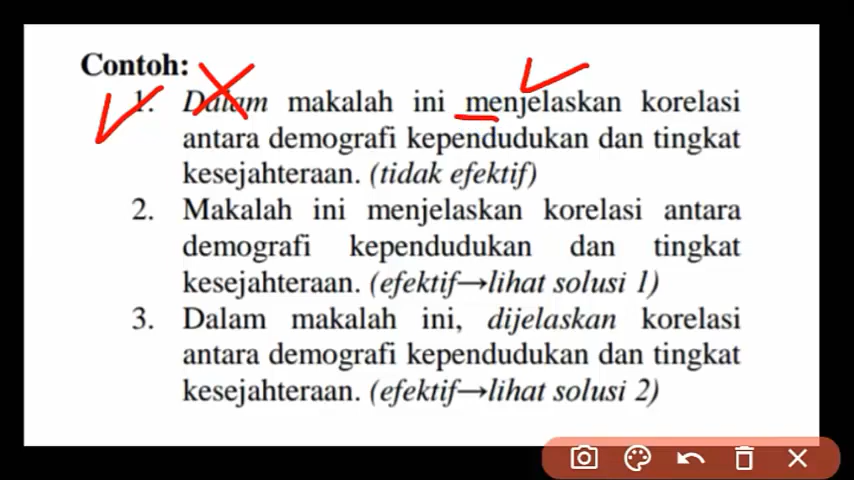 Contoh:
1. Dalam makalah ini menjelaskan korelasi
antara demografi kependudukan dan tingkat
kesejahteraan. (tidak efektif)
2. Makalah ini menjelaskan korelasi antara
demografi kependudukan dan tingkat
kesejahteraan. (efektif→lihat solusi 1)
3. Dalam makalah ini, dijelaskan korelasi
antara demografi kependudukan dan tingkat
kesejahteraan. (efektif→lihat solusi 2)